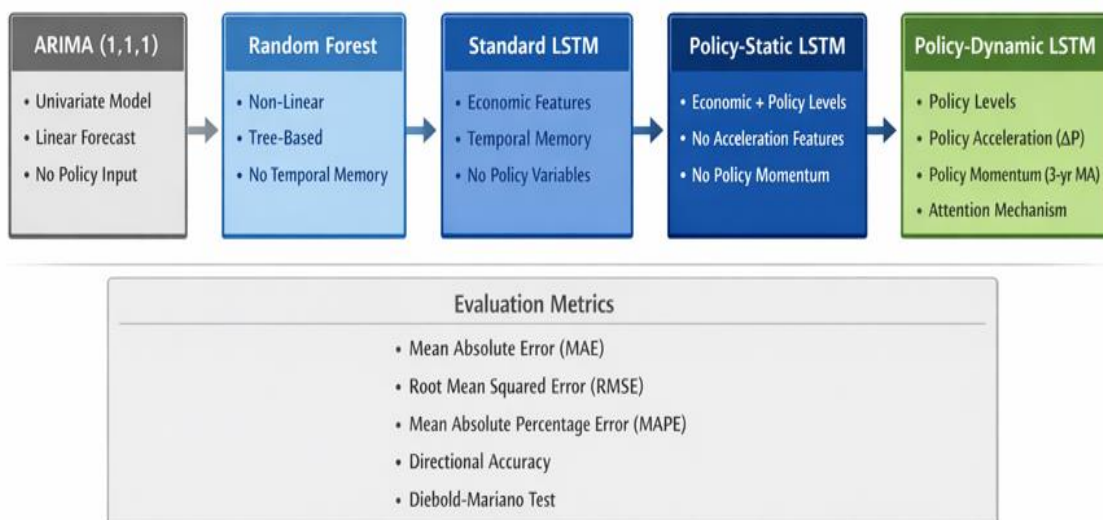 ARIMA (1,1,1)
• Univariate Model
• Linear Forecast
• No Policy Input
Random Forest
• Non-Linear
• Tree-Based
• No Temporal Memory
Standard LSTM
• Economic Features
• Temporal Memory
• No Policy Variables
Policy-Static LSTM
• Economic + Policy Levels
• No Acceleration Features
• No Policy Momentum
Policy-Dynamic LSTM
• Policy Levels
• Policy Acceleration (ΔP)
• Policy Momentum (3-yr MA)
• Attention Mechanism
Evaluation Metrics
• Mean Absolute Error (MAE)
• Root Mean Squared Error (RMSE)
• Mean Absolute Percentage Error (MAPE)
• Directional Accuracy
• Diebold-Mariano Test